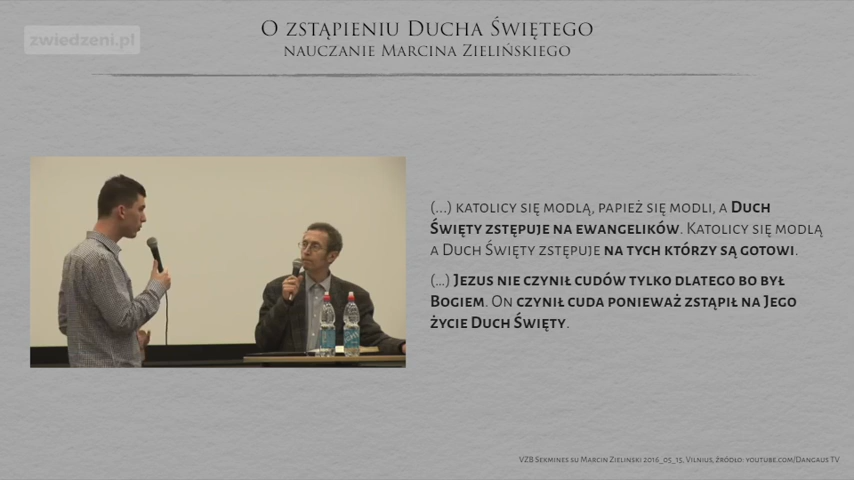 zwiedzeni.pl
O zstąpieniu Ducha Świętego
nauczanie Marcina Zielińskiego
(...) katolicy się modlą, papież się modli, a Duch
Święty zstępuje na ewangelików. Katolicy się modlą
a Duch Święty zstępuje na tych którzy są gotowi.
(...) Jezus nie czynił cudów tylko dlatego bo był
Bogiem. On czynił cuda ponieważ zstąpił na Jego
życie Duch Święty.
VZB Sekmines su Marcin Zielinski 2016_05_15, Vilnius, źródło: youtube.com/Dangaus TV